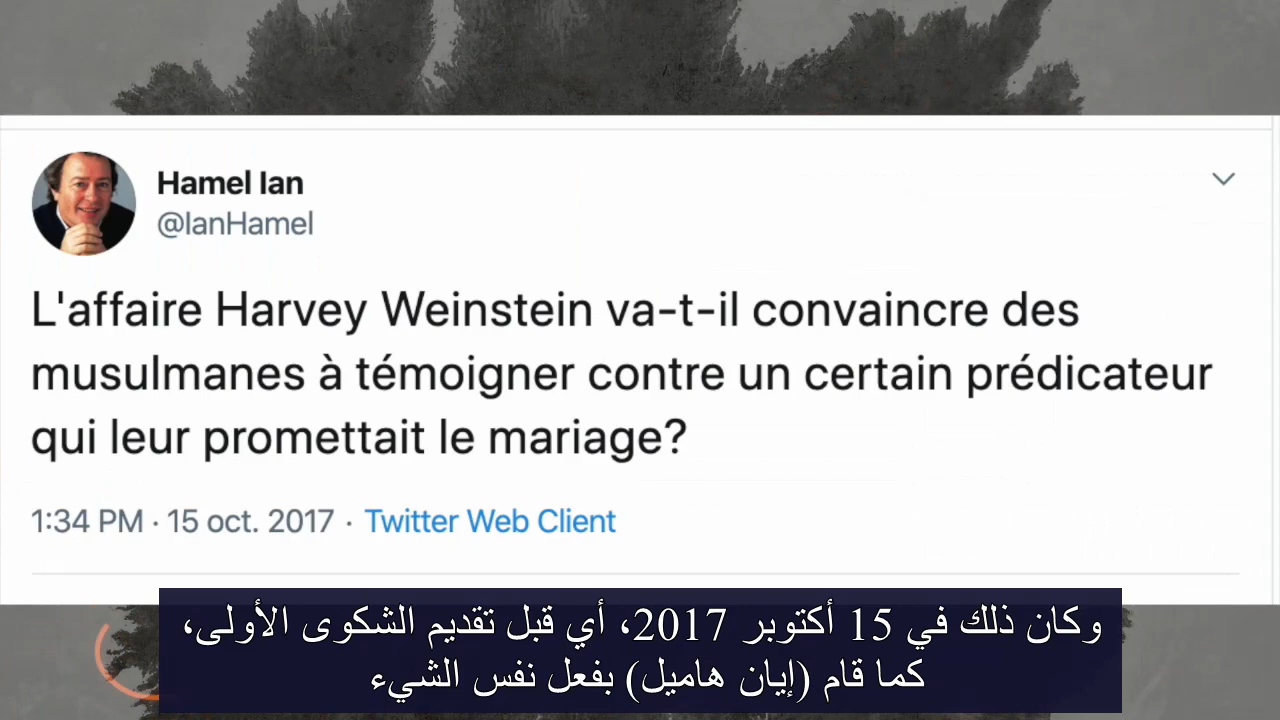 Hamel Ian
@IanHamel
L'affaire Harvey Weinstein va-t-il convaincre des
musulmanes à témoigner contre un certain prédicateur
qui leur promettait le mariage?
1:34 PM · 15 oct. 2017 · Twitter Web Client
وكان ذلك في 15 أكتوبر 2017، أي قبل تقديم الشكوى الأولى،
كما قام (إيان هاميل) بفعل نفس الشيء